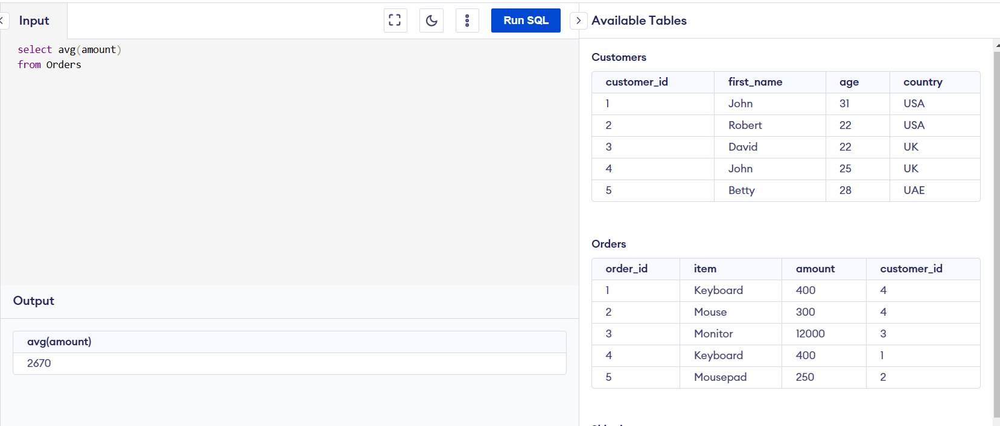 Input
Run SQL
select avg(amount)
from Orders
Output
avg(amount)
2670
Available Tables
Customers
customer_id first_name age country
1 John 31 USA
2 Robert 22 USA
3 David 22 UK
4 John 25 UK
5 Betty 28 UAE
Orders
order_id item amount customer_id
1 Keyboard 400 4
2 Mouse 300 4
3 Monitor 12000 3
4 Keyboard 400 1
5 Mousepad 250 2